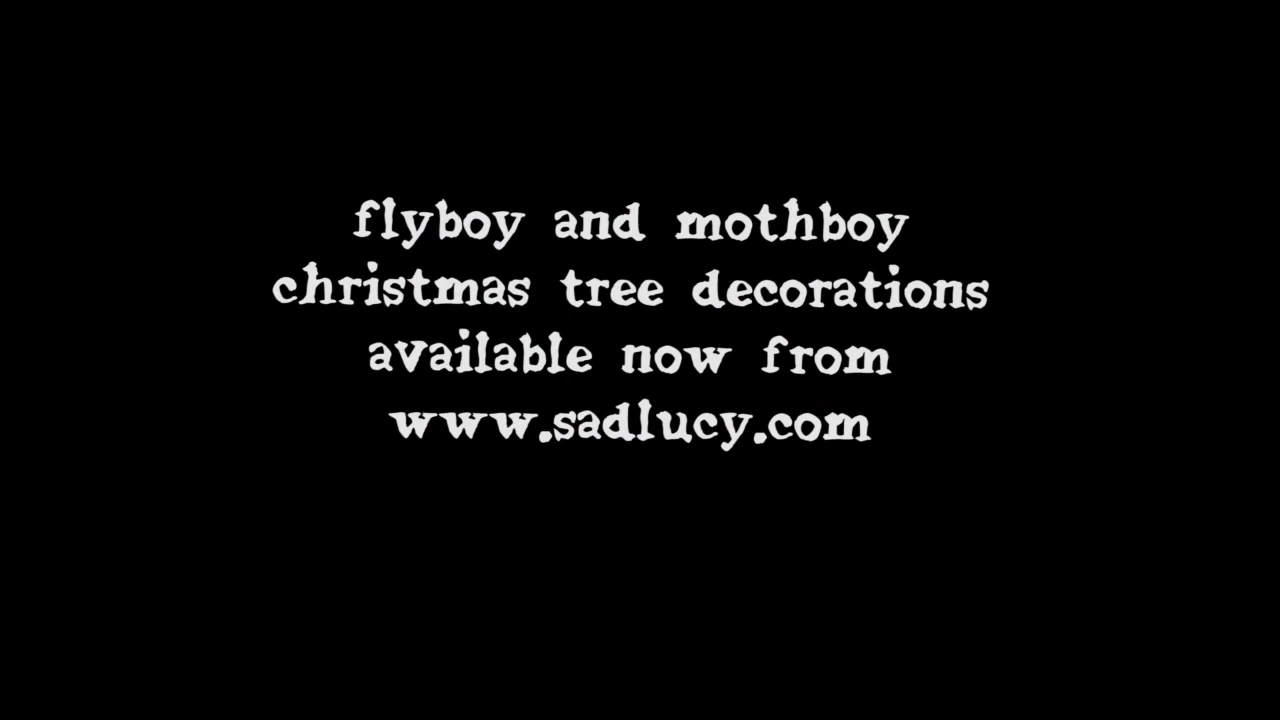 flyboy and mothboy
christmas tree decorations
available now from
www.sadlucy.com